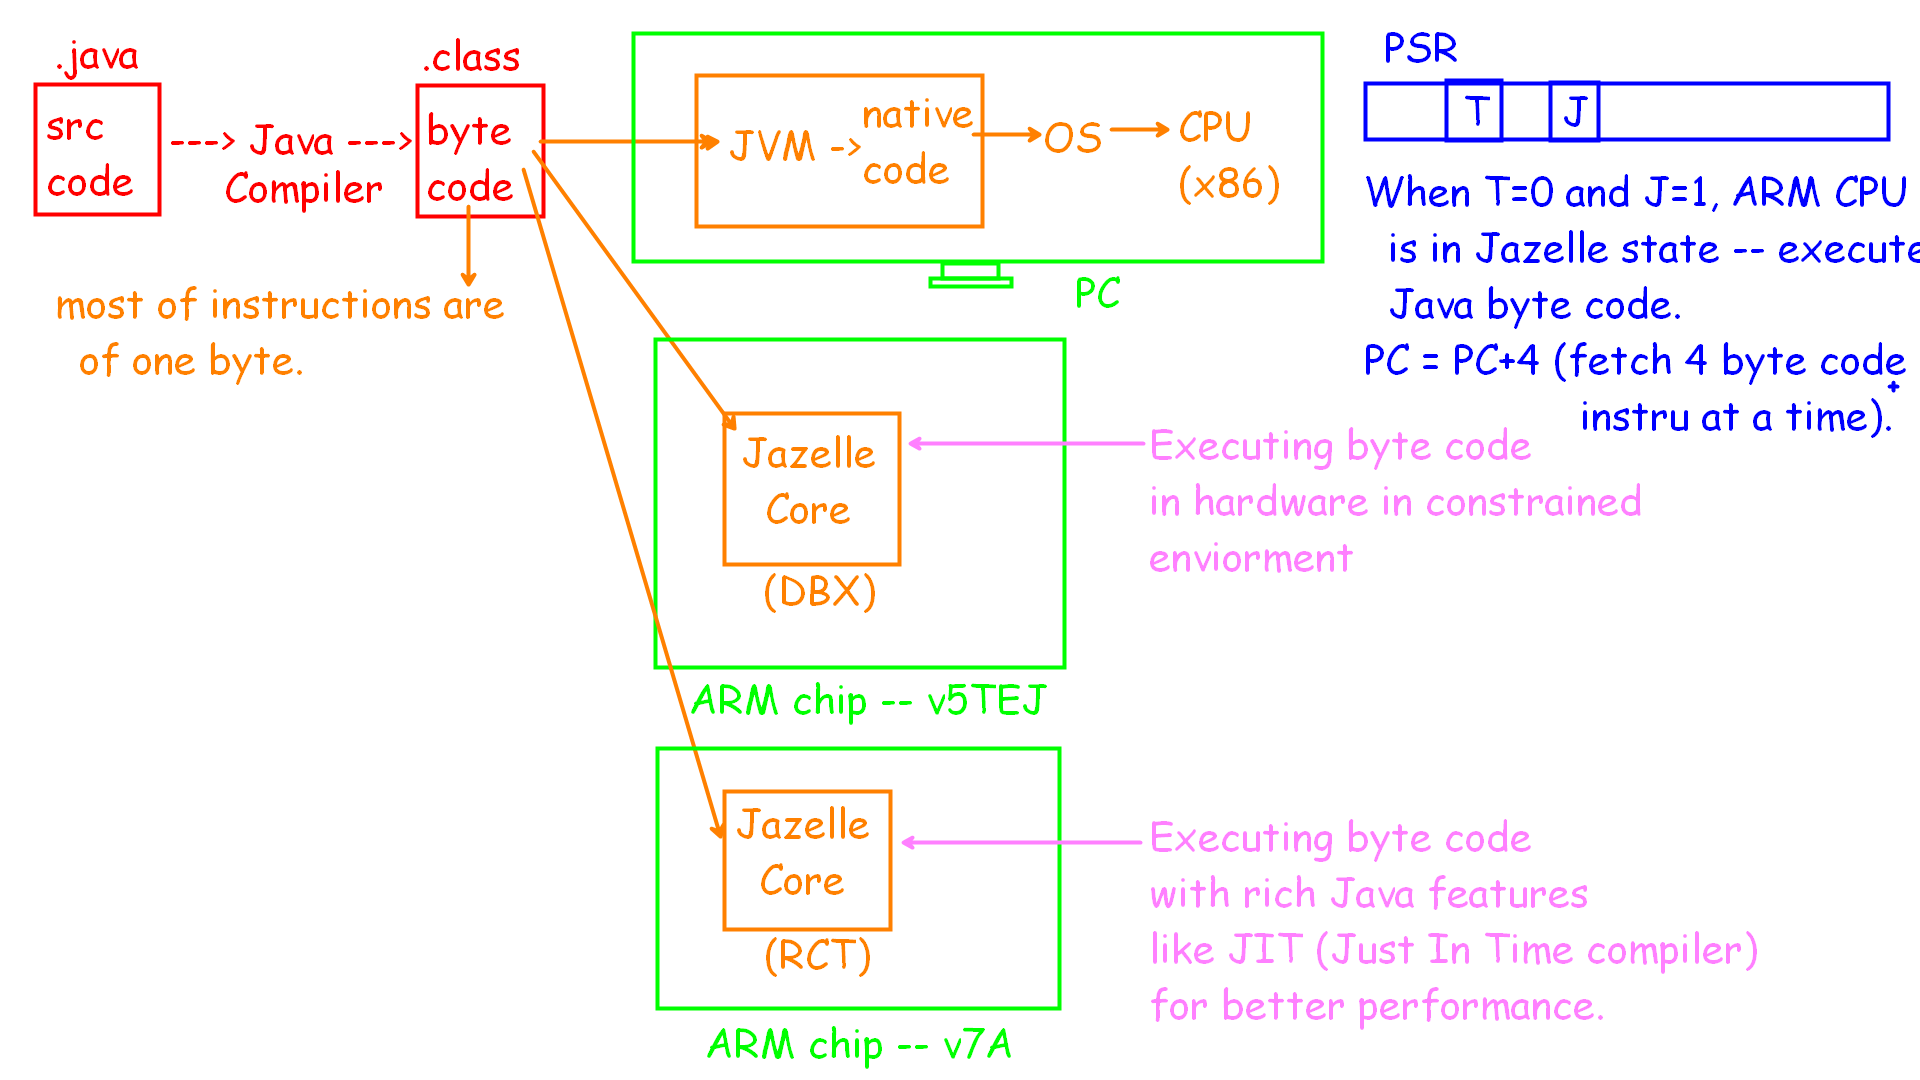 .java
src
code
---> Java --->
Compiler
.class
byte
code
most of instructions are
of one byte.
JVM ->
native
code
OS
CPU
(x86)
PC
Jazelle
Core
(DBX)
ARM chip -- v5TEJ
Jazelle
Core
(RCT)
ARM chip -- v7A
PSR
T
J
When T=0 and J=1, ARM CPU
is in Jazelle state -- execute
Java byte code.
PC = PC+4 (fetch 4 byte code
instru at a time).
Executing byte code
in hardware in constrained
enviorment
Executing byte code
with rich Java features
like JIT (Just In Time compiler)
for better performance.